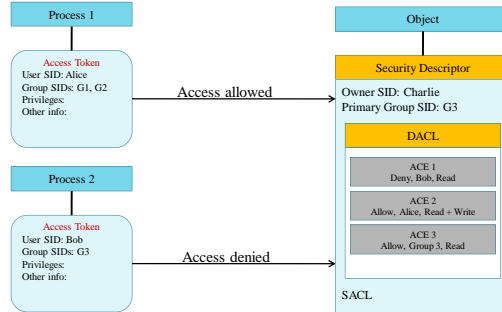 Process 1
Access Token
User SID: Alice
Group SIDs: G1, G2
Privileges:
Other info:
Access allowed
Process 2
Access Token
User SID: Bob
Group SIDs: G3
Privileges:
Other info:
Access denied
Object
Security Descriptor
Owner SID: Charlie
Primary Group SID: G3
DACL
ACE 1
Deny, Bob, Read
ACE 2
Allow, Alice, Read + Write
ACE 3
Allow, Group 3, Read
SACL